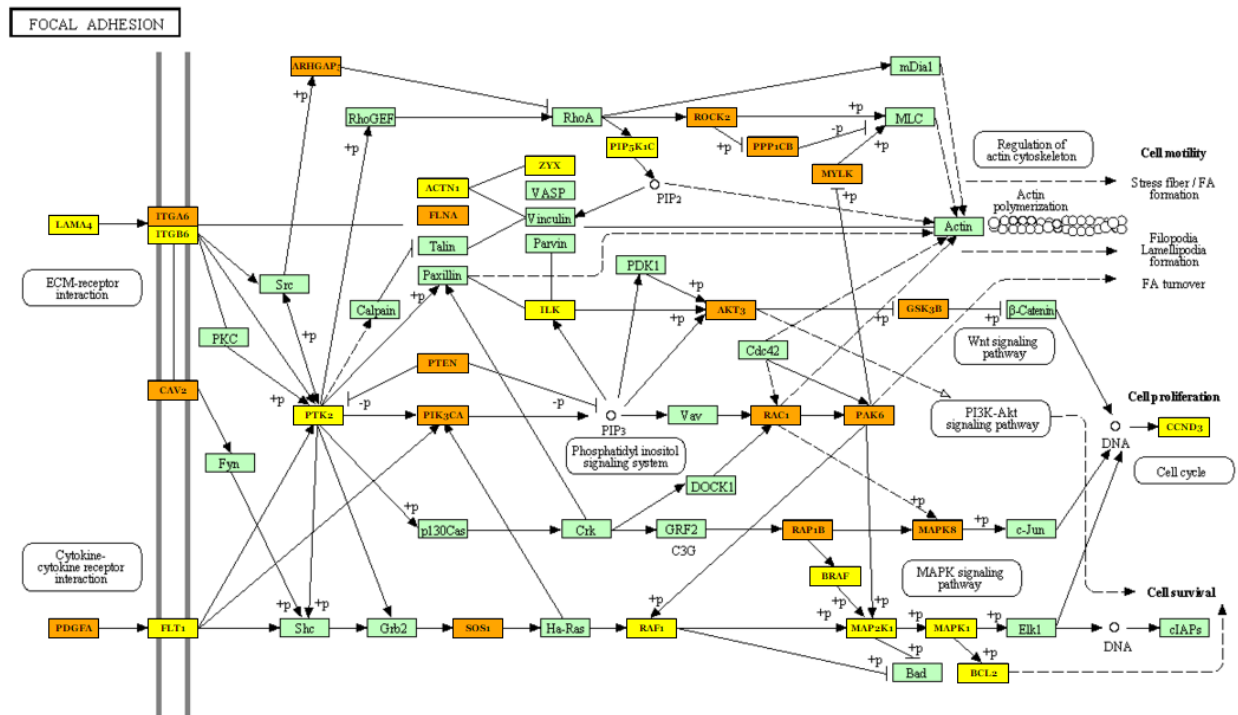 FOCAL ADHESION
ARHGAP5
mDia1
+p
RhoGEF
RhoA
ROCK2
+p
MLC
-p
+p
PPP1CB
+p
+p
PIP5K1C
MYLK
Regulation of
actin cytoskeleton
Cell motility
ZYX
ACTN1
VASP
PIP2
+p
Stress fiber / FA
formation
LAMA4
ITGA6
ITGB6
FLNA
Vinculin
Actin
Actin
polymerization
Talin
Parvin
Filopodia
Lamellipodia
formation
ECM-receptor
interaction
Src
Paxillin
PDK1
FA turnover
+p
+p
Calpain
ILK
+p
+p
AKT3
+p
GSK3B
+p
β-Catenin
PKC
+p
Cdc42
Wnt signaling
pathway
CAV2
PTEN
+p
-p
-p
PTK2
PIK3CA
PIP3
Vav
RAC1
PAK6
PI3K-Akt
signaling pathway
Cell proliferation
DNA
CCND3
Fyn
Phosphatidyl inositol
signaling system
Cell cycle
DOCK1
+p
p130Cas
Crk
GRF2
C3G
RAP1B
+p
MAPK8
+p
c-Jun
Cytokine-
cytokine receptor
interaction
BRAF
MAPK signaling
pathway
Cell survival
+p
+p
+p
+p
+p
PDGFA
FLT1
Shc
Grb2
SOS1
Ha-Ras
RAF1
MAP2K1
+p
MAPK1
+p
Elk1
DNA
cIAPs
+p
+p
+p
Bad
BCL2